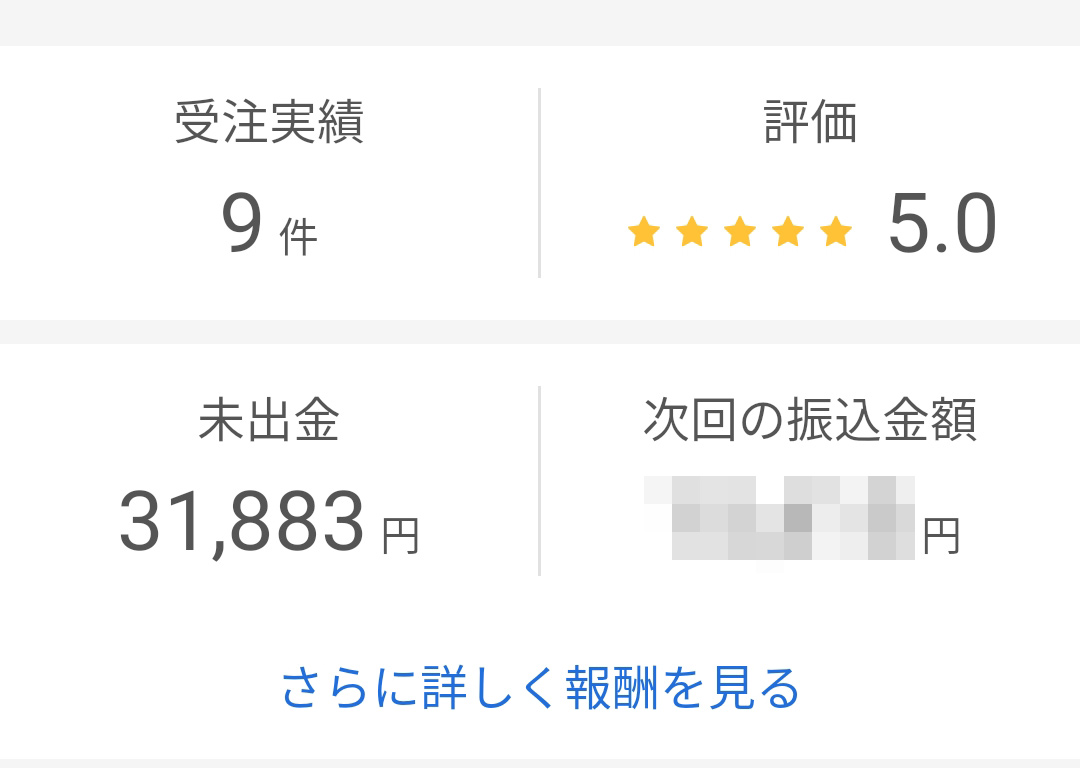 受注実績
評価
9 件
5.0
未出金
次回の振込金額
31,883 円
円
さらに詳しく報酬を見る